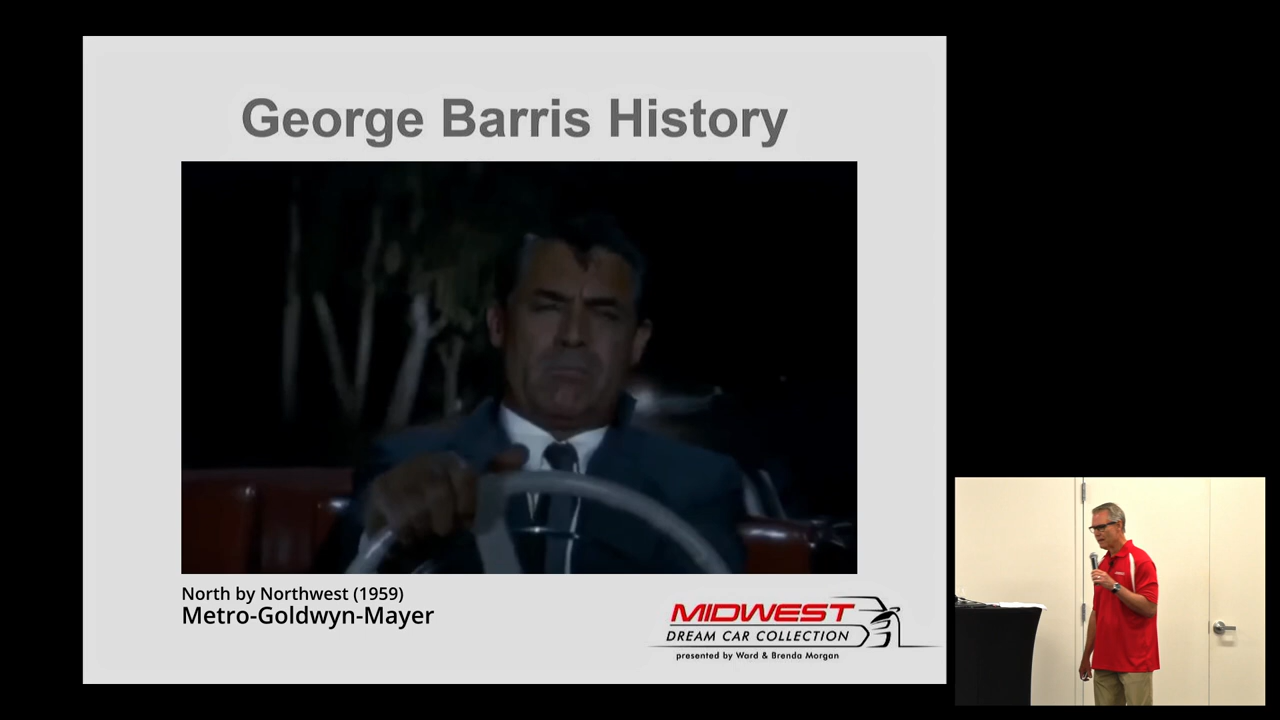 George Barris History
North by Northwest (1959)
Metro-Goldwyn-Mayer
MIDWEST
DREAM CAR COLLECTION
presented by Ward & Brenda Morgan